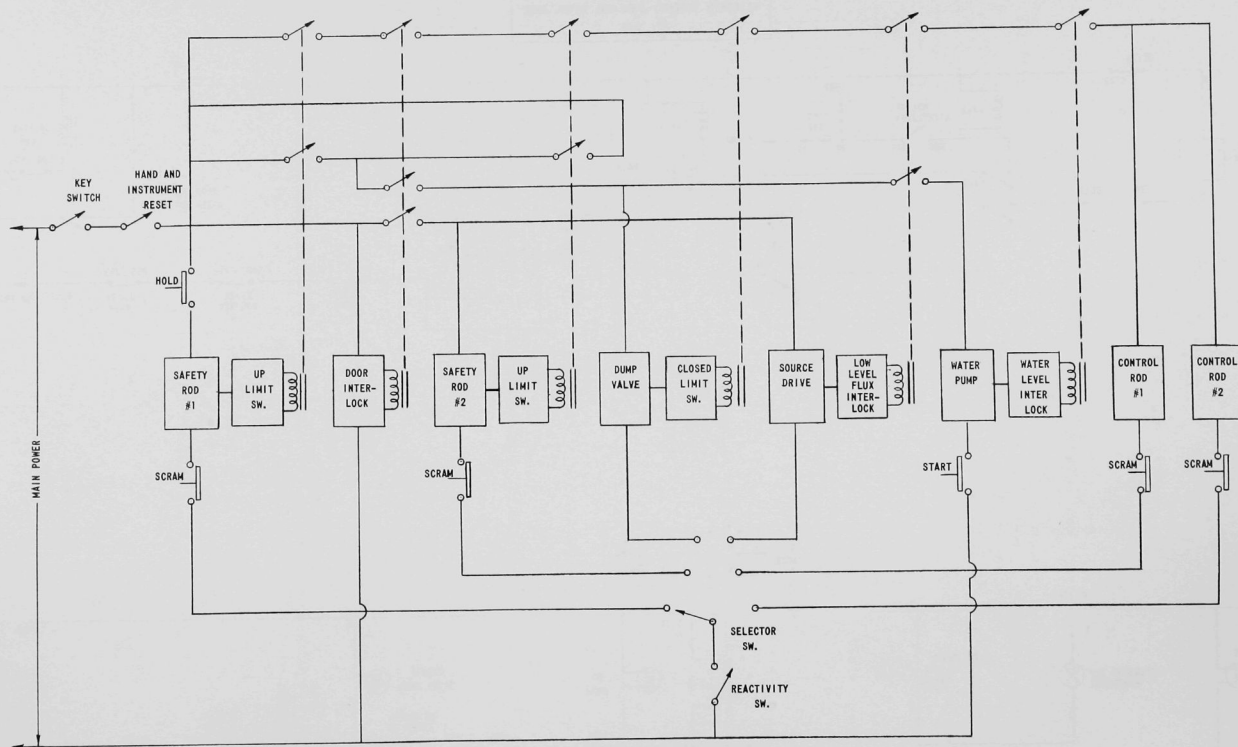 KEY
SWITCH
HAND AND
INSTRUMENT
RESET
HOLD
SAFETY
ROD
#1
UP
LIMIT
SW.
DOOR
INTER-
LOCK
SAFETY
ROD
#2
UP
LIMIT
SW.
DUMP
VALVE
CLOSED
LIMIT
SW.
SOURCE
DRIVE
LOW
LEVEL
FLUX
INTER-
LOCK
WATER
PUMP
WATER
LEVEL
INTER
LOCK
CONTROL
ROD
#1
CONTROL
ROD
#2
MAIN POWER
SCRAM
SCRAM
START
SCRAM
SCRAM
SELECTOR
SW.
REACTIVITY
SW.